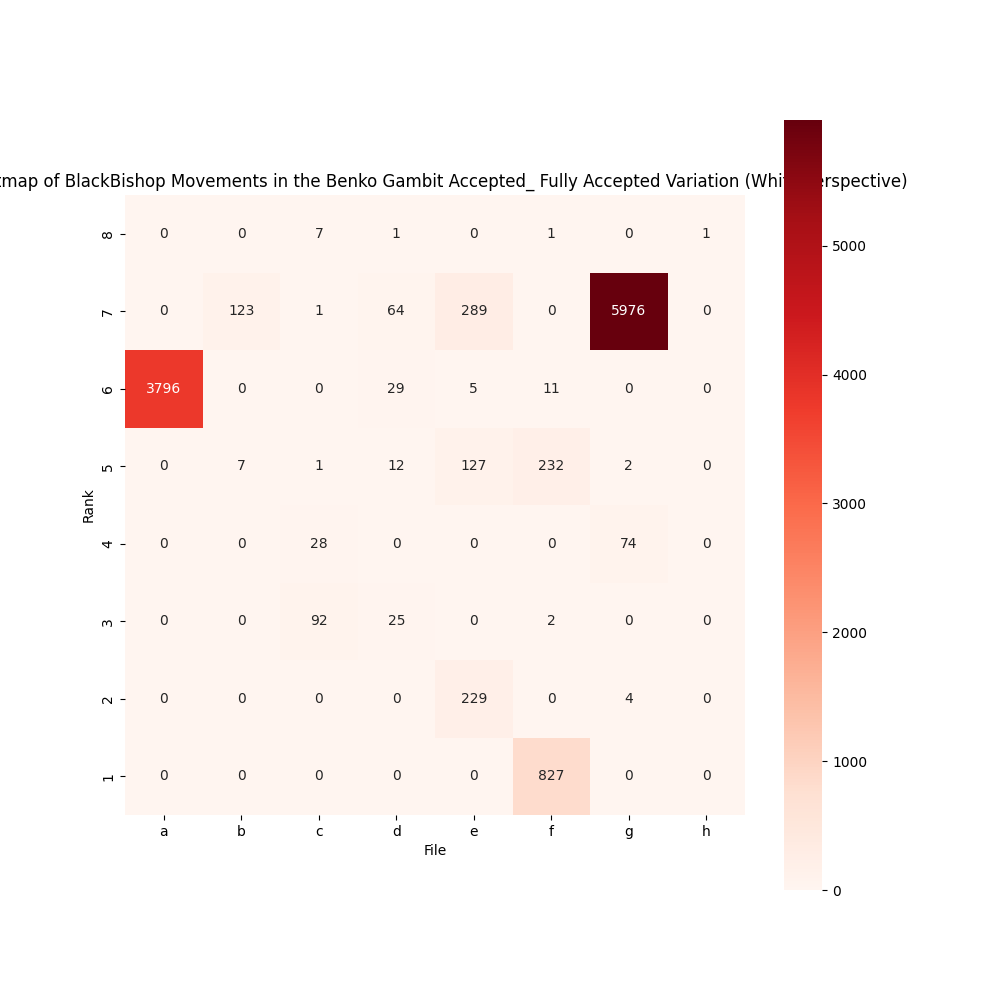 tmap of BlackBishop Movements in the Benko Gambit Accepted_ Fully Accepted Variation (Whit erspective)
8 0 0 7 1 0 1 0 1
7 0 123 1 64 289 0 5976 0
6 3796 0 0 29 5 11 0 0
5 0 7 1 12 127 232 2 0
4 0 0 28 0 0 0 74 0
3 0 0 92 25 0 2 0 0
2 0 0 0 0 229 0 4 0
1 0 0 0 0 0 827 0 0
a b c d e f g h
Rank
File
5000
4000
3000
2000
1000
0